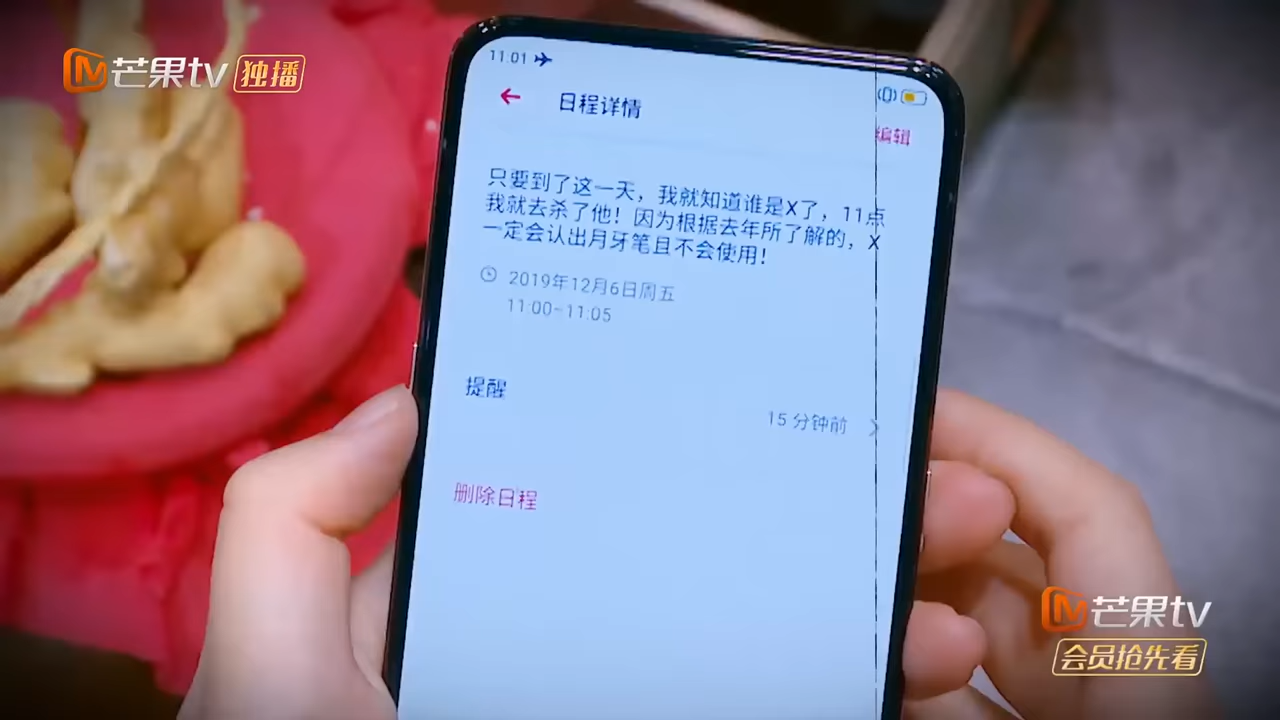 芒果tv 独播
11:01
日程详情
编辑
只要到了这一天，我就知道谁是X了，11点
我就去杀了他！因为根据去年所了解的，X
一定会认出月牙笔且不会使用！
2019年12月6日周五
11:00-11:05
提醒
15 分钟前
删除日程
芒果tv
会员抢先看